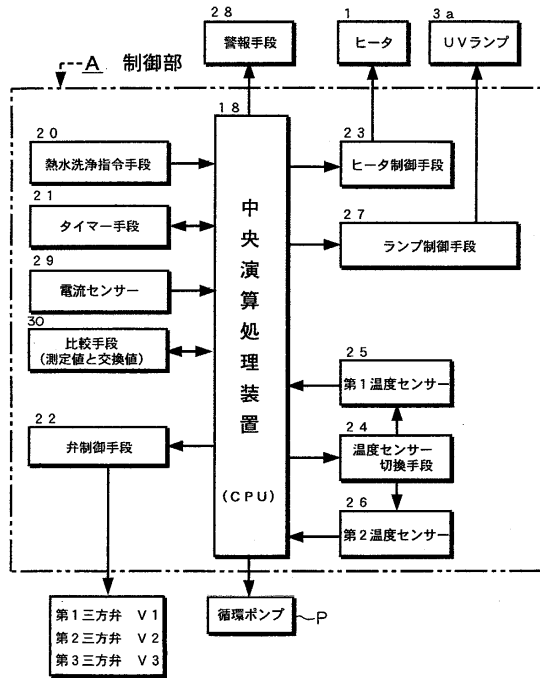 28
警報手段
1
ヒータ
3a
UVランプ
A 制御部
18
中央演算処理装置
(CPU)
20
熱水洗浄指令手段
21
タイマー手段
29
電流センサー
30
比較手段
(測定値と交換値)
22
弁制御手段
23
ヒータ制御手段
27
ランプ制御手段
25
第1温度センサー
24
温度センサー
切換手段
26
第2温度センサー
第1三方弁 V1
第2三方弁 V2
第3三方弁 V3
循環ポンプ
P